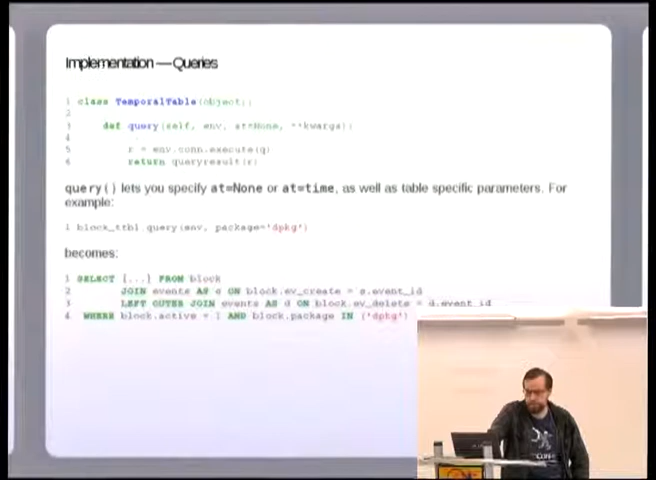 Implementation — Queries
1 class TemporalTable(object):
2
3 def query(self, env, at=None, **kwargs):
4
5 r = env.conn.execute(q)
6 return queryresult(r)
query() lets you specify at=None or at=time, as well as table specific parameters. For
example:
1 block_ttbl.query(env, package='dpkg')
becomes:
1 SELECT [...] FROM block
2 JOIN events AS e ON block.ev_create = e.event_id
3 LEFT OUTER JOIN events AS d ON block.ev_delete = d.event_id
4 WHERE block.active = 1 AND block.package IN ('dpkg')